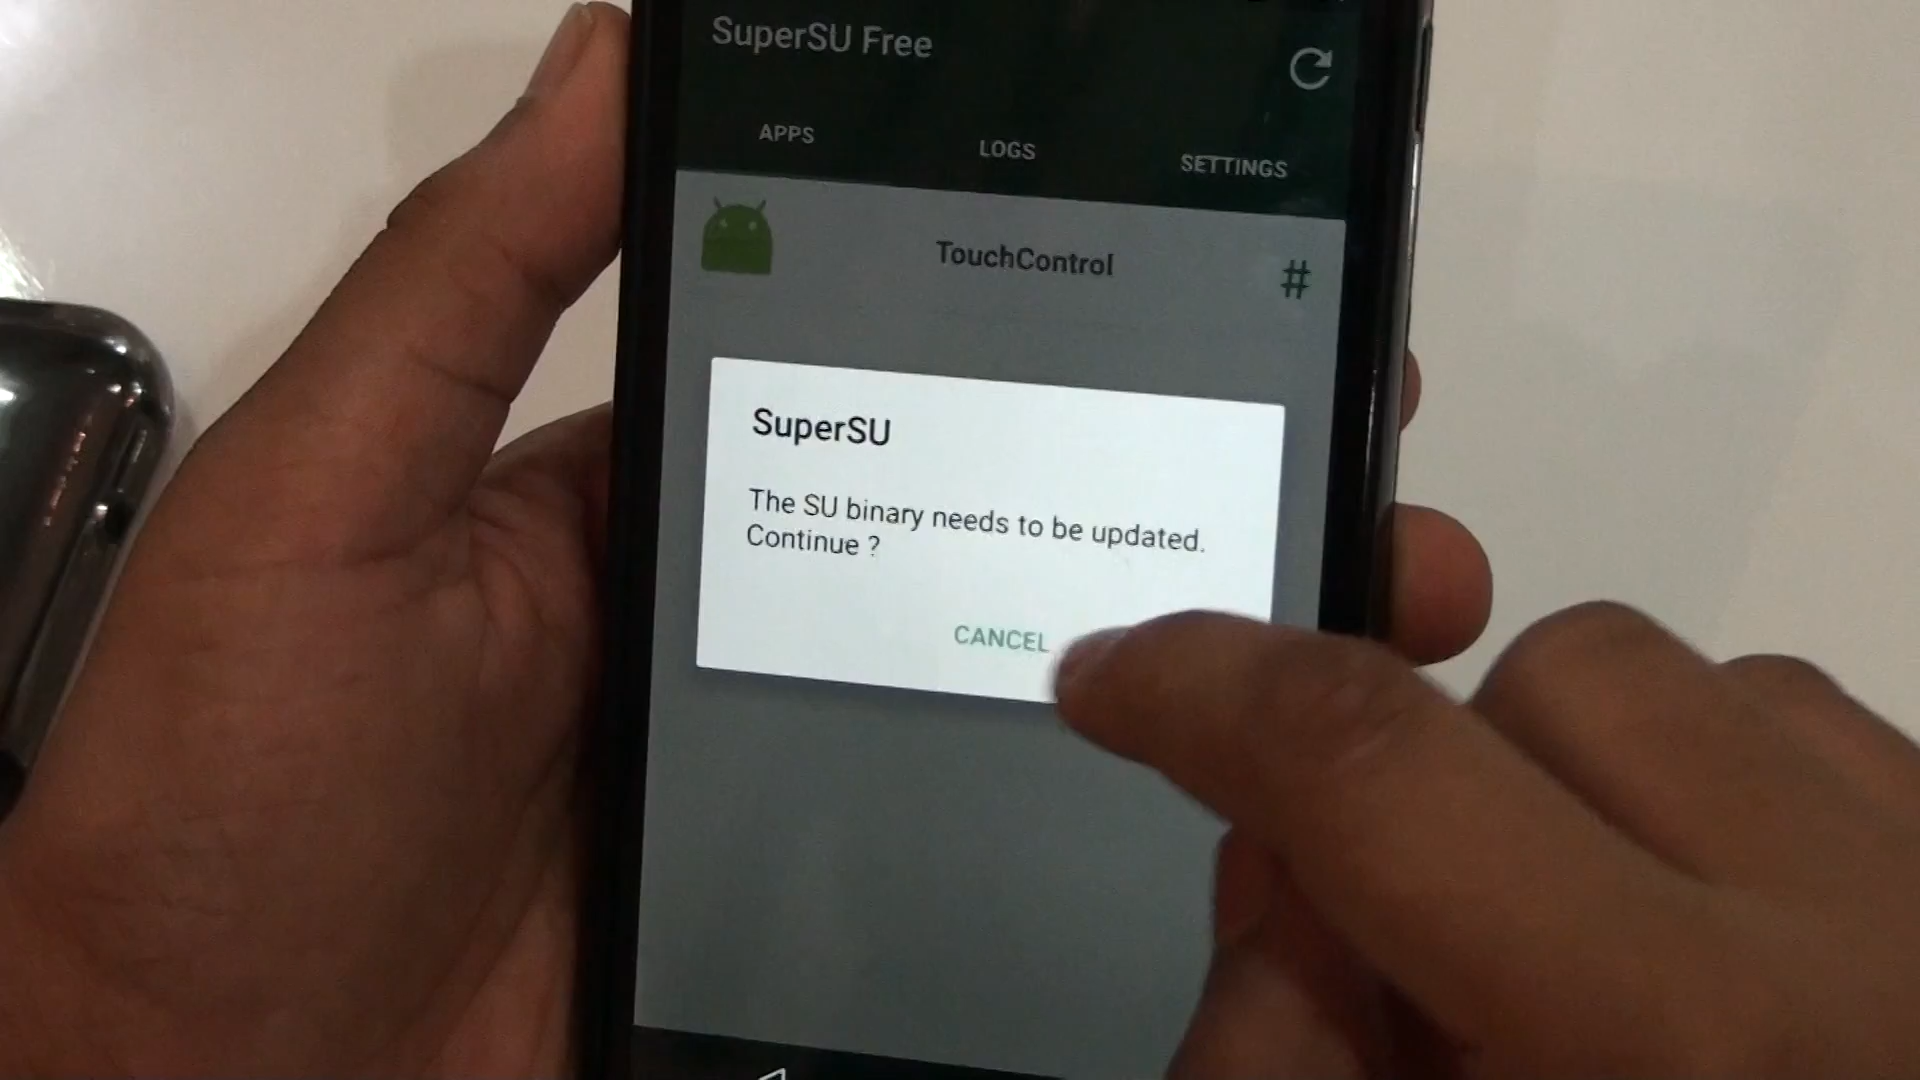 SuperSU Free
APPS
LOGS
SETTINGS
TouchControl
#
SuperSU
The SU binary needs to be updated.
Continue ?
CANCEL